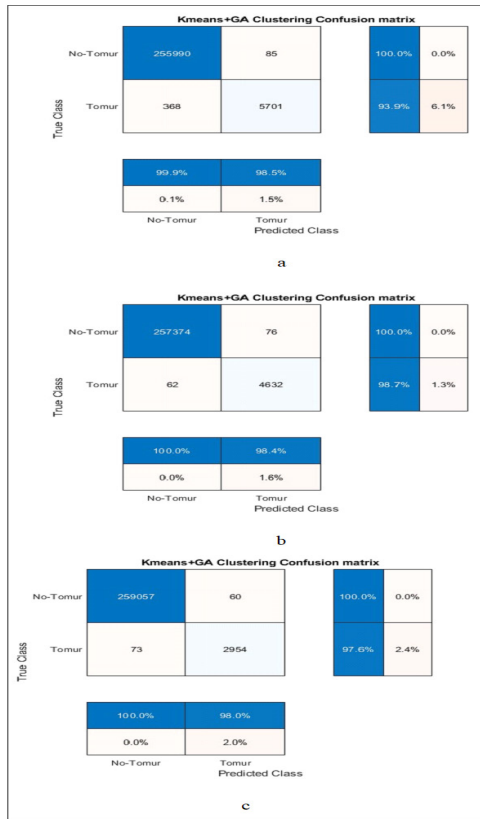 Kmeans+GA Clustering Confusion matrix
No-Tomur 255990 85 100.0% 0.0%
Tomur 368 5701 93.9% 6.1%
True Class
99.9% 98.5%
0.1% 1.5%
No-Tomur Tomur
Predicted Class
a
Kmeans+GA Clustering Confusion matrix
No-Tomur 257374 76 100.0% 0.0%
Tomur 62 4632 98.7% 1.3%
True Class
100.0% 98.4%
0.0% 1.6%
No-Tomur Tomur
Predicted Class
b
Kmeans+GA Clustering Confusion matrix
No-Tomur 259057 60 100.0% 0.0%
Tomur 73 2954 97.6% 2.4%
True Class
100.0% 98.0%
0.0% 2.0%
No-Tomur Tomur
Predicted Class
c